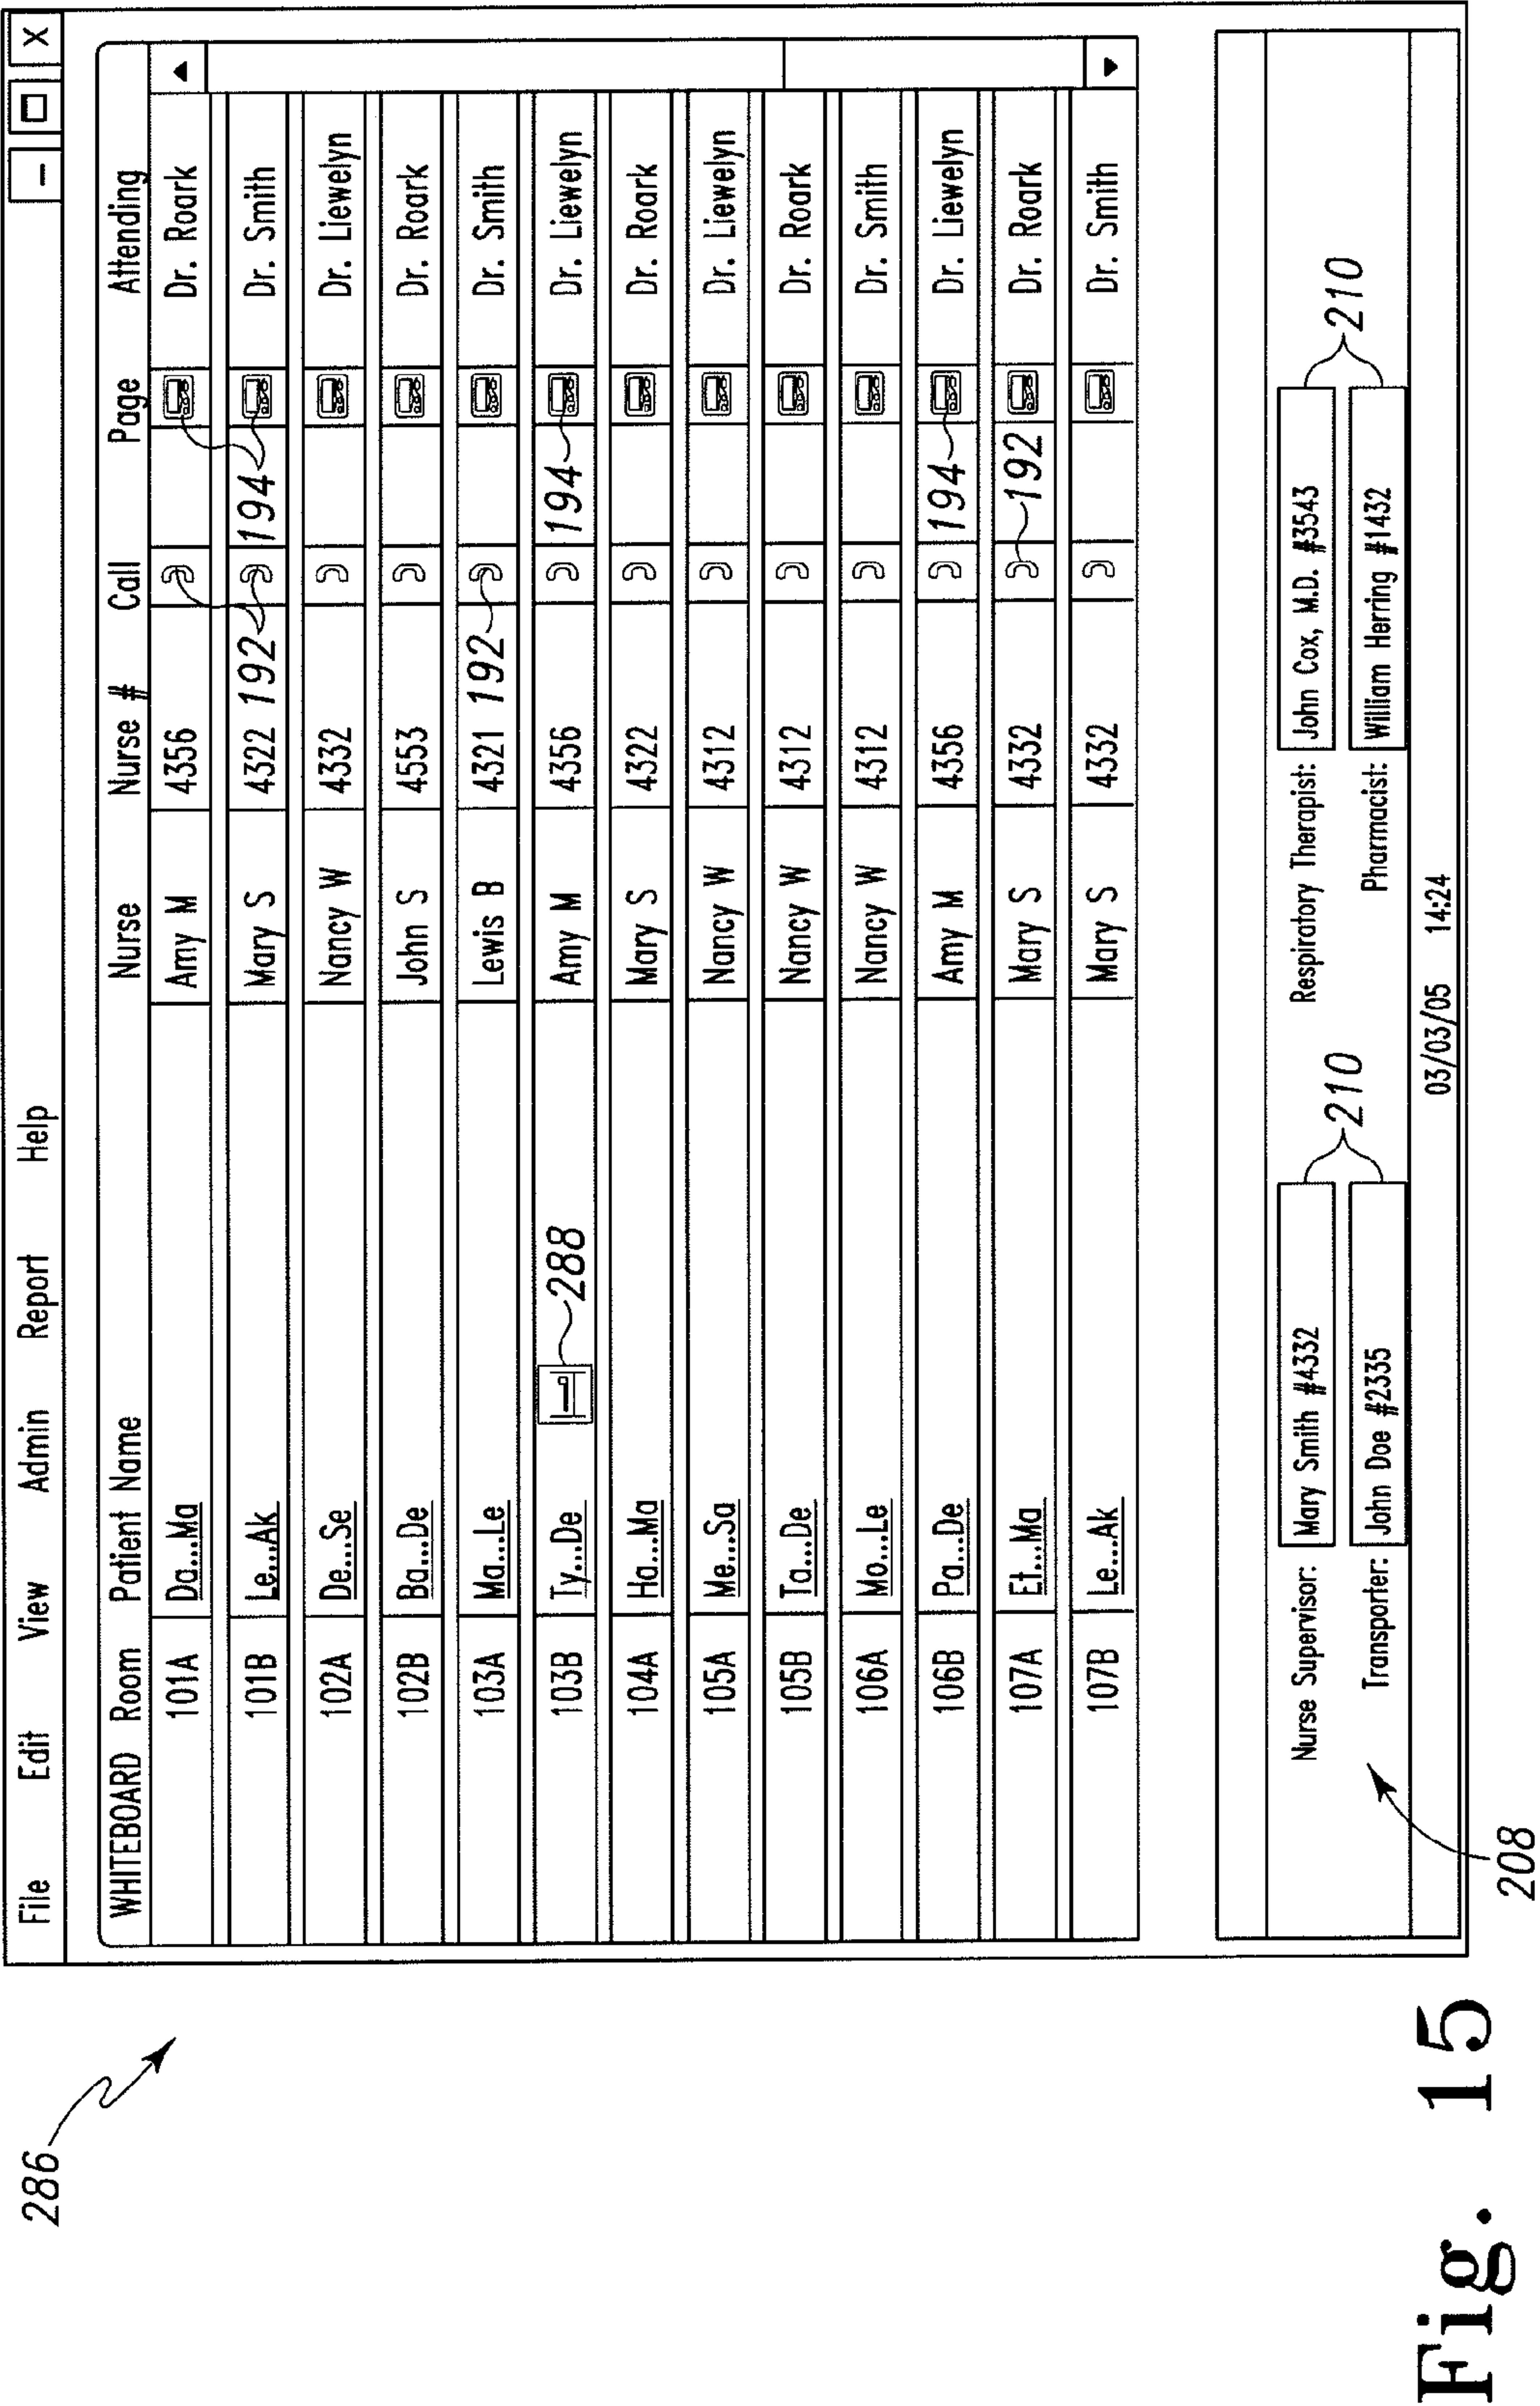 286
File Edit View Admin Report Help
- X
WHITEBOARD Room Patient Name Nurse Nurse # Call Page Attending
101A Da...Ma Amy M 4356 Dr. Roark
101B Le...Ak Mary S 4322 192 194 Dr. Smith
102A De...Se Nancy W 4332 Dr. Liewelyn
102B Ba...De John S 4553 Dr. Roark
103A Ma...Le Lewis B 4321 192 Dr. Smith
103B Ty...De 288 Amy M 4356 194 Dr. Liewelyn
104A Ha...Ma Mary S 4322 Dr. Roark
105A Me...Sa Nancy W 4312 Dr. Liewelyn
105B Ta...De Nancy W 4312 Dr. Roark
106A Mo...Le Nancy W 4312 Dr. Smith
106B Pa...De Amy M 4356 194 Dr. Liewelyn
107A Et...Ma Mary S 4332 192 Dr. Roark
107B Le...Ak Mary S 4332 Dr. Smith
Nurse Supervisor: Mary Smith #4332 Respiratory Therapist: John Cox, M.D. #3543
210 210
Transporter: John Doe #2335 Pharmacist: William Herring #1432
03/03/05 14:24
208
Fig. 15